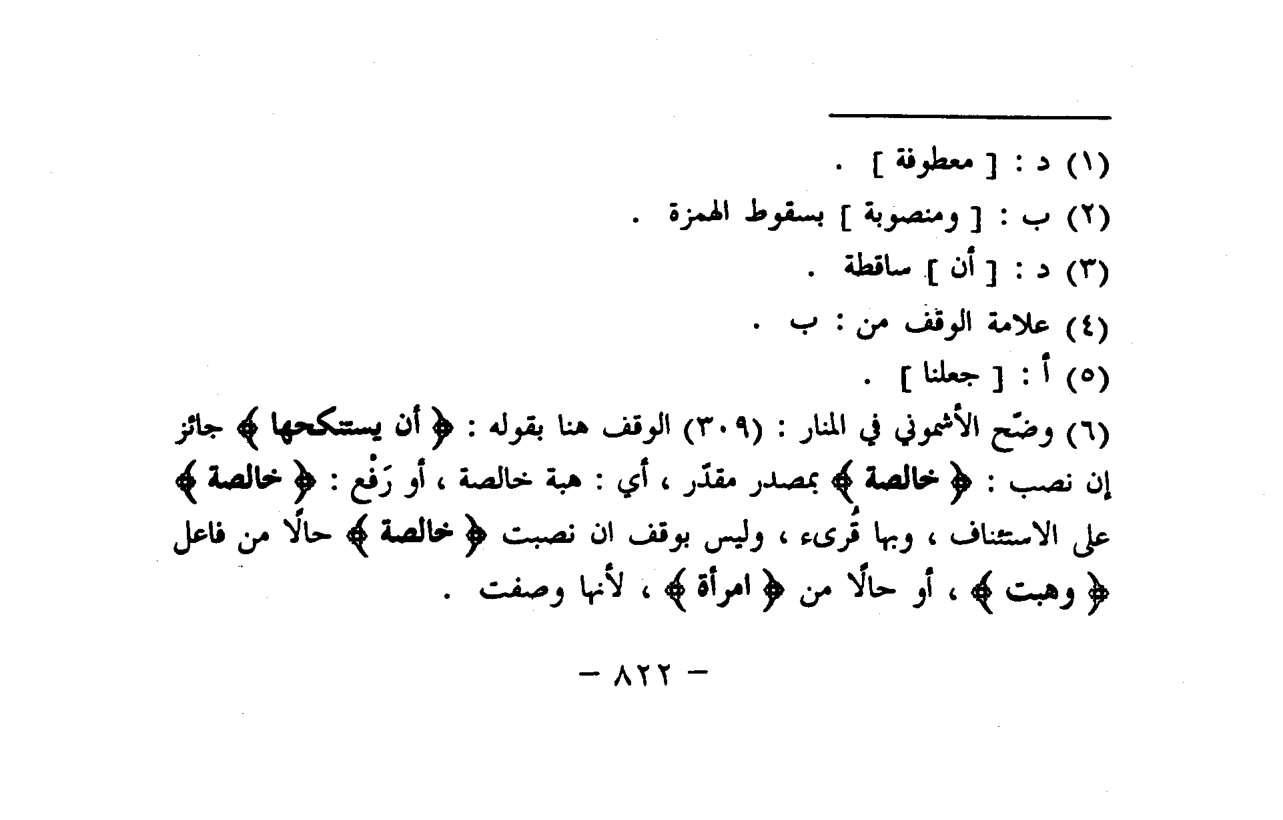 (١) د : [ معطوفة ] .
(٢) ب : [ ومنصوبة ] بسقوط الهمزة .
(٣) د : [ أن ] ساقطة .
(٤) علامة الوقف من : ب .
(٥) أ : [ جعلنا ] .
(٦) وضّح الأشموني في المنار : (٣٠٩) الوقف هنا بقوله : ﴿ أن يستنكحها ﴾ جائز
إن نصب : ﴿ خالصة ﴾ بمصدر مقدّر ، أي : هبة خالصة ، أو رَفْع : ﴿ خالصة ﴾
على الاستئناف ، وبها قُرىء ، وليس بوقف ان نصبت ﴿ خالصة ﴾ حالًا من فاعل
﴿ وهبت ﴾ ، أو حالًا من ﴿ امرأة ﴾ ، لأنها وصفت .
– ٨٢٢ –